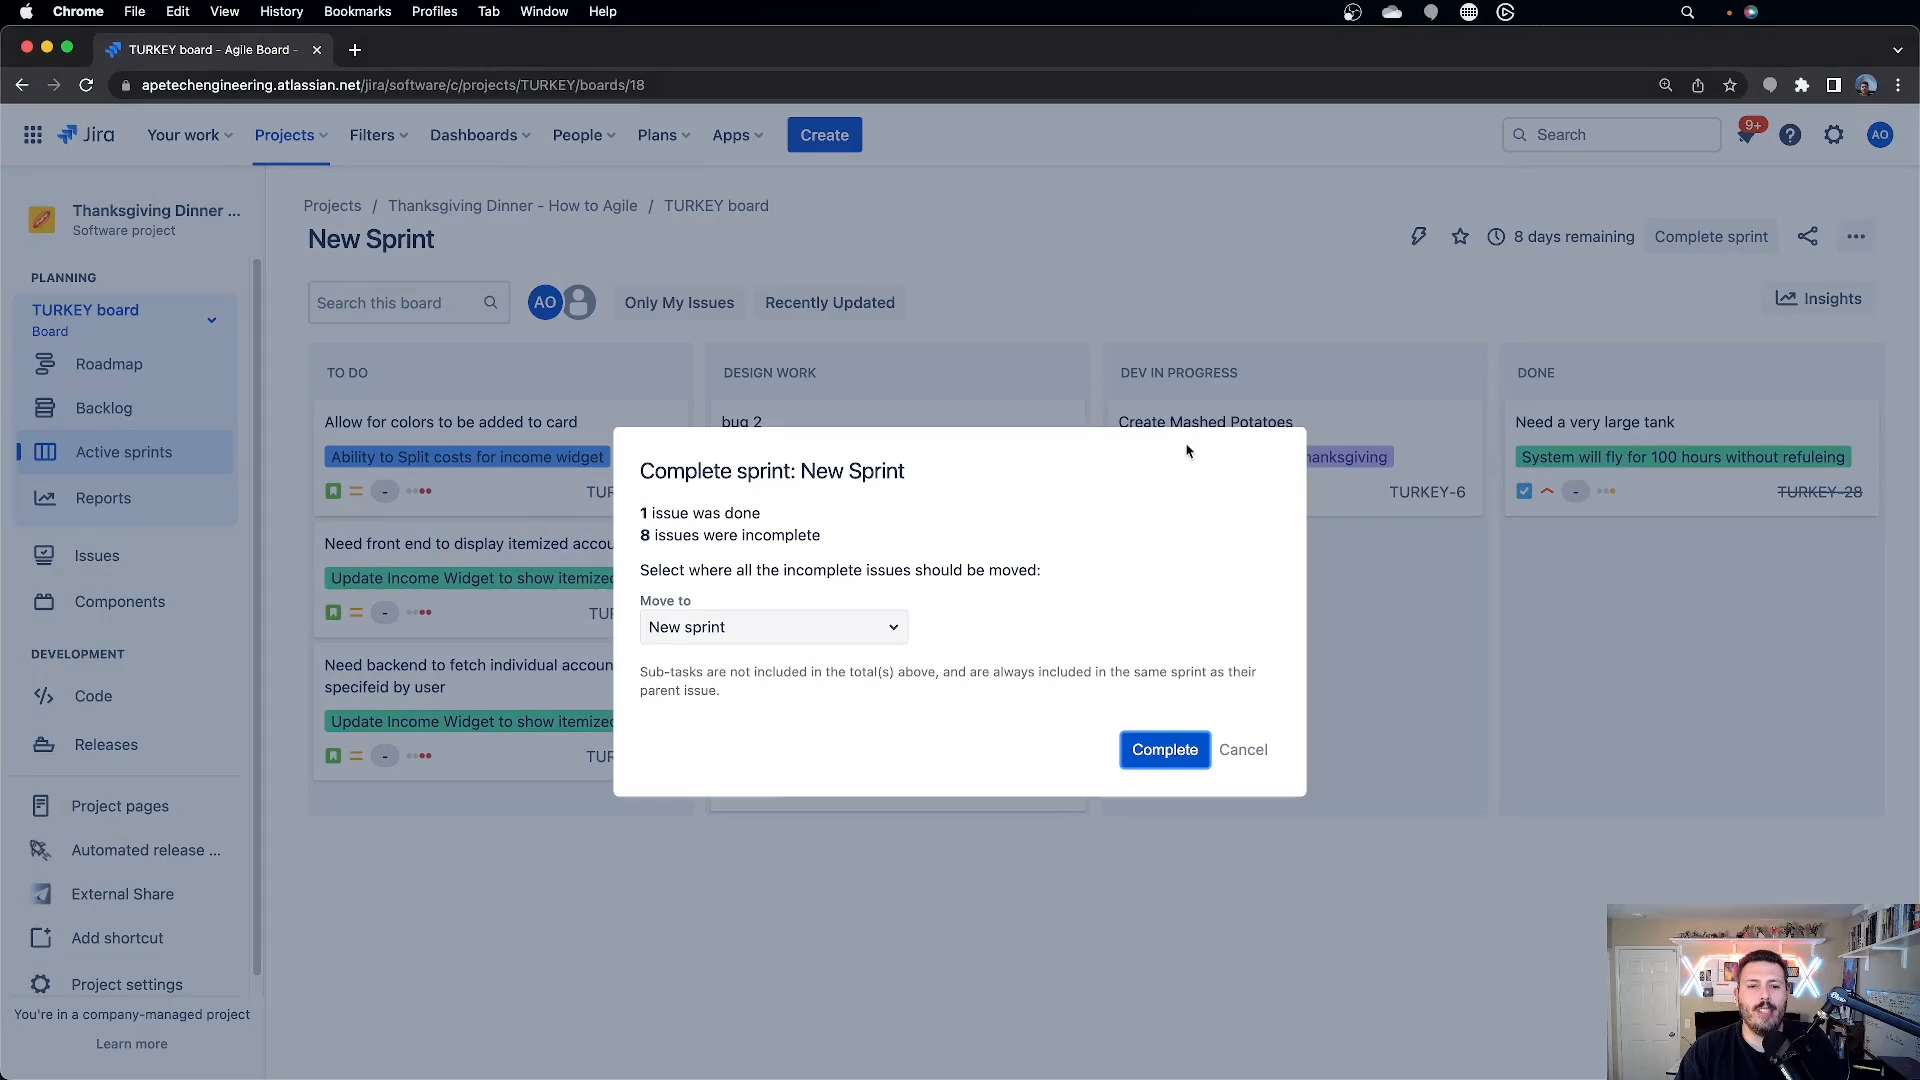 Chrome File Edit View History Bookmarks Profiles Tab Window Help
TURKEY board - Agile Board -
apetechengineering.atlassian.net/jira/software/c/projects/TURKEY/boards/18
Jira Your work Projects Filters Dashboards People Plans Apps Create Search 9+ AO
Thanksgiving Dinner ...
Software project
PLANNING
TURKEY board
Board
Roadmap
Backlog
Active sprints
Reports
Issues
Components
DEVELOPMENT
Code
Releases
Project pages
Automated release ...
External Share
Add shortcut
Project settings
You're in a company-managed project
Learn more
Projects / Thanksgiving Dinner - How to Agile / TURKEY board
New Sprint
8 days remaining Complete sprint
Search this board AO Only My Issues Recently Updated
Insights
TO DO
Allow for colors to be added to card
Ability to Split costs for income widget
- TUR
Need front end to display itemized accou
Update Income Widget to show itemized
- TUR
Need backend to fetch individual accoun
specifeid by user
Update Income Widget to show itemized
- TUR
DESIGN WORK
bug 2
DEV IN PROGRESS
Create Mashed Potatoes
hanksgiving
TURKEY-6
DONE
Need a very large tank
System will fly for 100 hours without refuleing
- TURKEY-28
Complete sprint: New Sprint
1 issue was done
8 issues were incomplete
Select where all the incomplete issues should be moved:
Move to
New sprint
Sub-tasks are not included in the total(s) above, and are always included in the same sprint as their
parent issue.
Complete Cancel